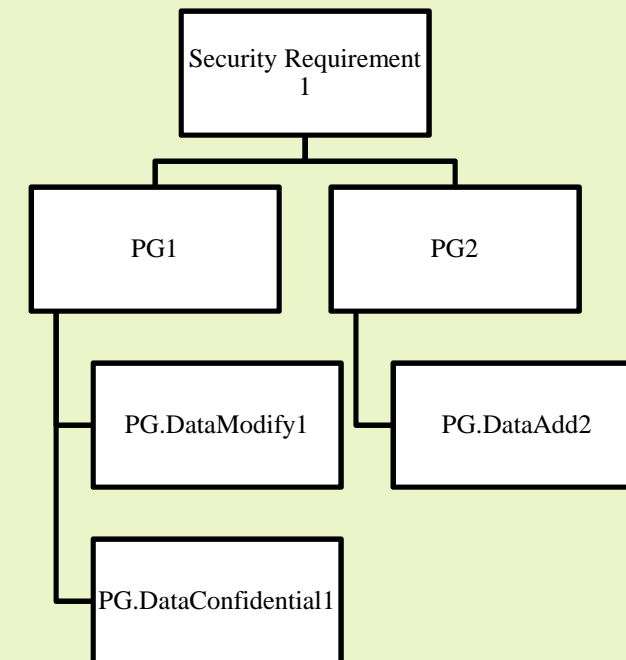 Security Requirement
1
PG1
PG2
PG.DataModify1
PG.DataAdd2
PG.DataConfidential1